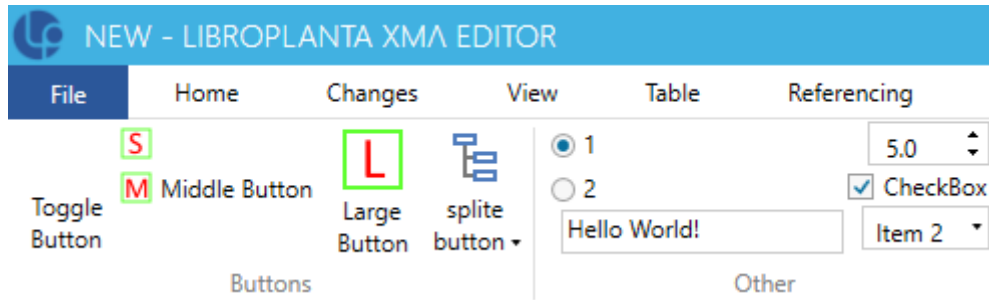 NEW - LIBROPLANTA XMΛ EDITOR
File Home Changes View Table Referencing
S
M Middle Button
Toggle
Button
L
Large
Button
splite
button
1
2
Hello World!
5.0
CheckBox
Item 2
Buttons
Other